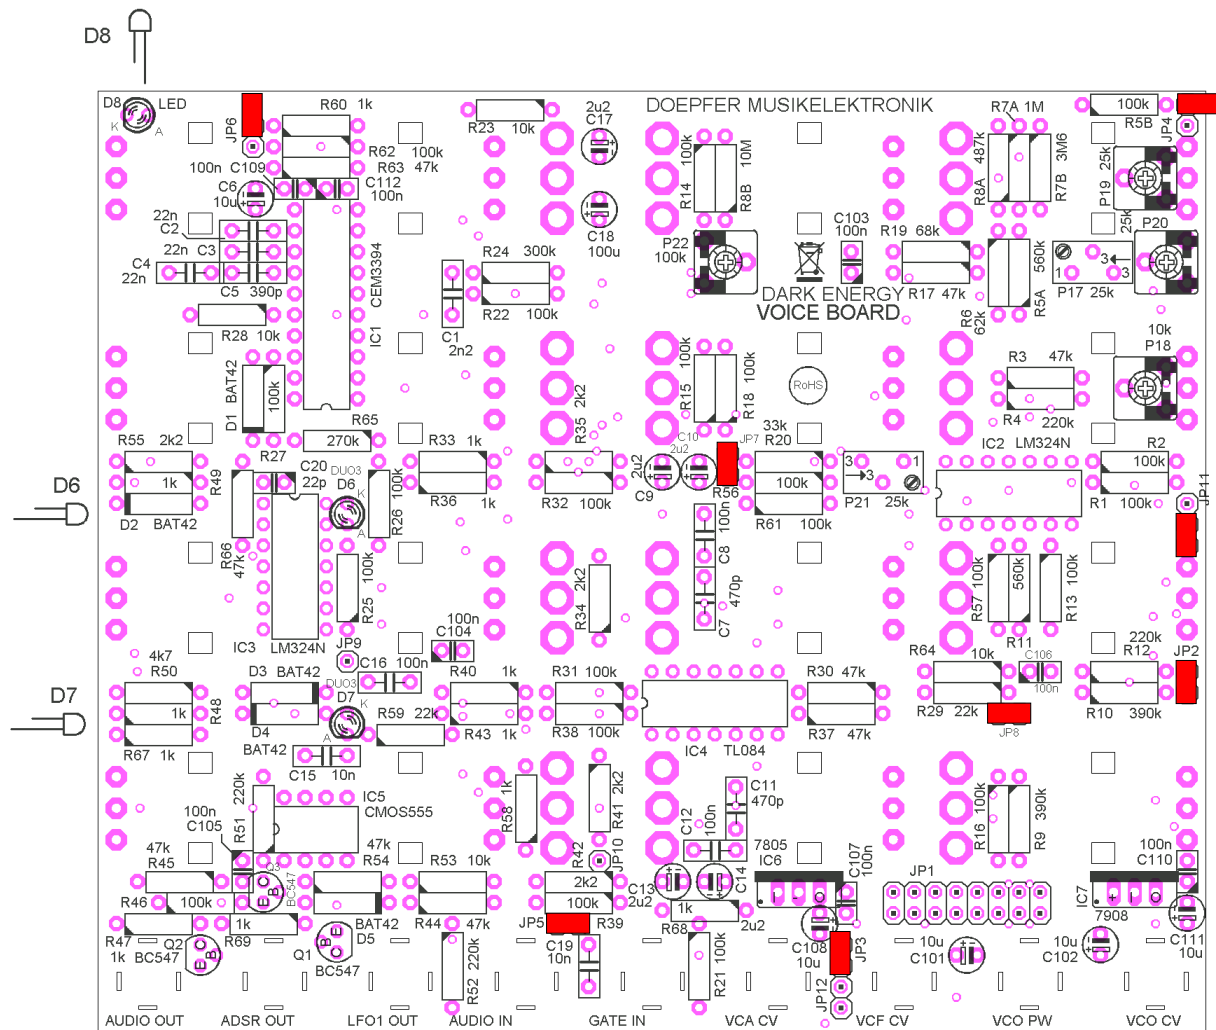 D8
D8 LED
K A
JP6
R60 1k
R62 100k
R63 47k
100n
C109
C112
100n
C6
10u
22n
C2
22n C3
C4
22n
C5 390p
R28 10k
CEM3394
IC1
R23
10k
2u2
C17
C18
100u
R24 300k
R22 100k
C1
2n2
DOEPFER MUSIKELEKTRONIK
100k
R14
10M
R8B
P22
100k
C103
100n
DARK ENERGY
VOICE BOARD
R19 68k
R17 47k
R7A 1M
487k
R8A
3M6
R7B
100k
R5B
JP4
25k
P19
P20
25k
560k
R5A
R6
62k
1 3 3
P17 25k
10k
P18
R3 47k
R4 220k
RoHS
D1 BAT42
100k
R27
R65
270k
R55 2k2
1k
R49
D2 BAT42
R66
47k
C20
22p
DUO3
D6
K
A
R26 100k
R33 1k
R36 1k
R35 2k2
R32 100k
R15 100k
R18 100k
C10
2u2
2u2
C9
JP7
R56
33k
R20
100k
R61 100k
3 1
3
P21 25k
IC2 LM324N
R2
100k
R1 100k
JP11
D6
100n
C8
470p
C7
R34 2k2
R25 100k
IC3 LM324N
JP9
R57 100k
560k
R11
R13 100k
4k7
R50
1k
R48
R67 1k
D3 BAT42
D4
BAT42
DUO3
D7
K
A
C16 100n
C104
100n
R59 22k
R40 1k
R43 1k
R31 100k
R38 100k
IC4 TL084
R30 47k
R37 47k
R64 10k
R29 22k
JP8
C106
100n
220k
R12
R10 390k
JP2
D7
C15 10n
220k
R51
100n
C105
IC5
CMOS555
R58 1k
R41 2k2
R42
JP10
C11
470p
C12
100n
7805
IC6
C107
100n
R16 100k
R9 390k
C110
100n
47k
R45
R46 100k
R47
1k
R69 1k
Q3
BC547
Q2
BC547
47k
R54
BAT42
D5
Q1 BC547
R53 10k
R44 47k
R52 220k
2k2
100k
R39
JP5
C19
10n
C13
2u2
C14
2u2
1k
R68
R21 100k
C108
10u
JP3
JP12
JP1
10u
C101
10u
C102
IC7
7908
C111
10u
AUDIO OUT ADSR OUT LFO1 OUT AUDIO IN GATE IN VCA CV VCF CV VCO PW VCO CV